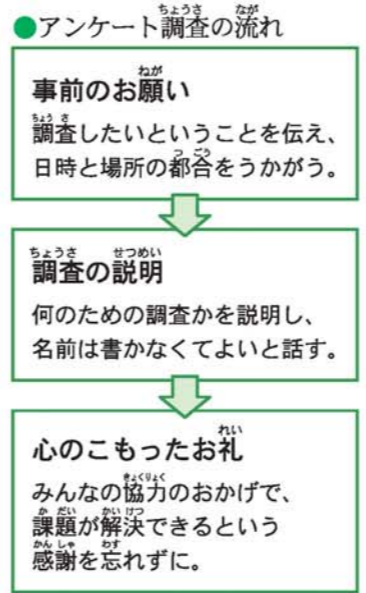 ●アンケート調査の流れ
事前のお願い
調査したいということを伝え、
日時と場所の都合をうかがう。
調査の説明
何のための調査かを説明し、
名前は書かなくてよいと話す。
心のこもったお礼
みんなの協力のおかげで、
課題が解決できるという
感謝を忘れずに。